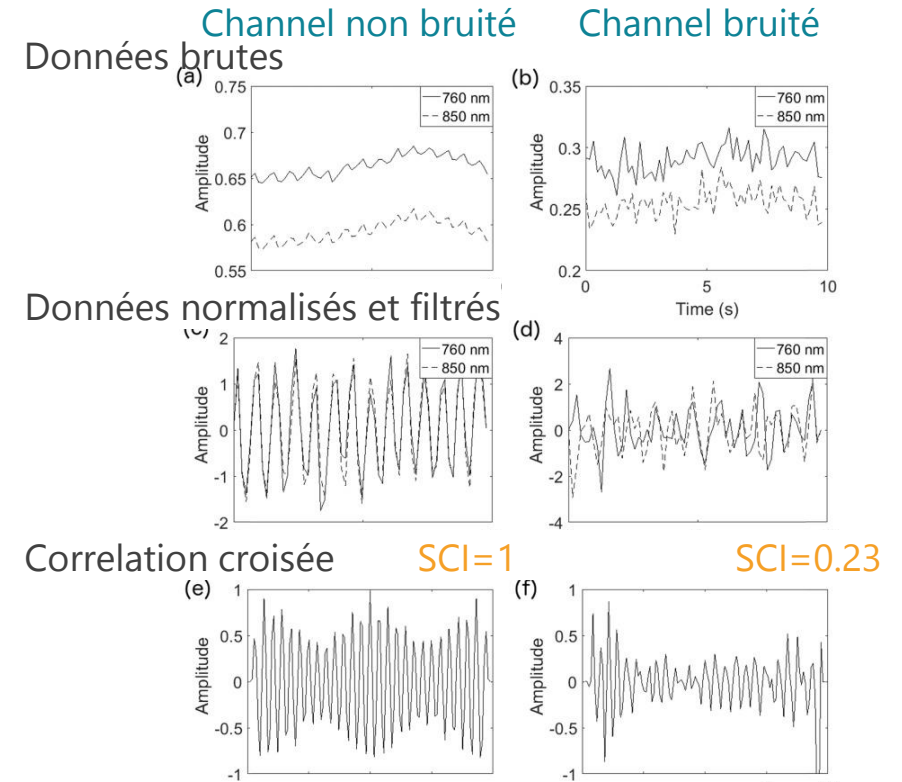 Channel non bruité Channel bruité
Données brutes
(a) (b)
0.75 0.35
760 nm 760 nm
850 nm 850 nm
0.7 0.3
Amplitude Amplitude
0.65
0.6 0.25
0.55 0.2
0 5 10
Time (s)
Données normalisés et filtrés
(c) (d)
2 4
760 nm 760 nm
850 nm 850 nm
1 2
Amplitude Amplitude
0 0
-1 -2
-2 -4
Correlation croisée SCI=1 SCI=0.23
(e) (f)
1 1
0.5 0.5
Amplitude Amplitude
0 0
-0.5 -0.5
-1 -1